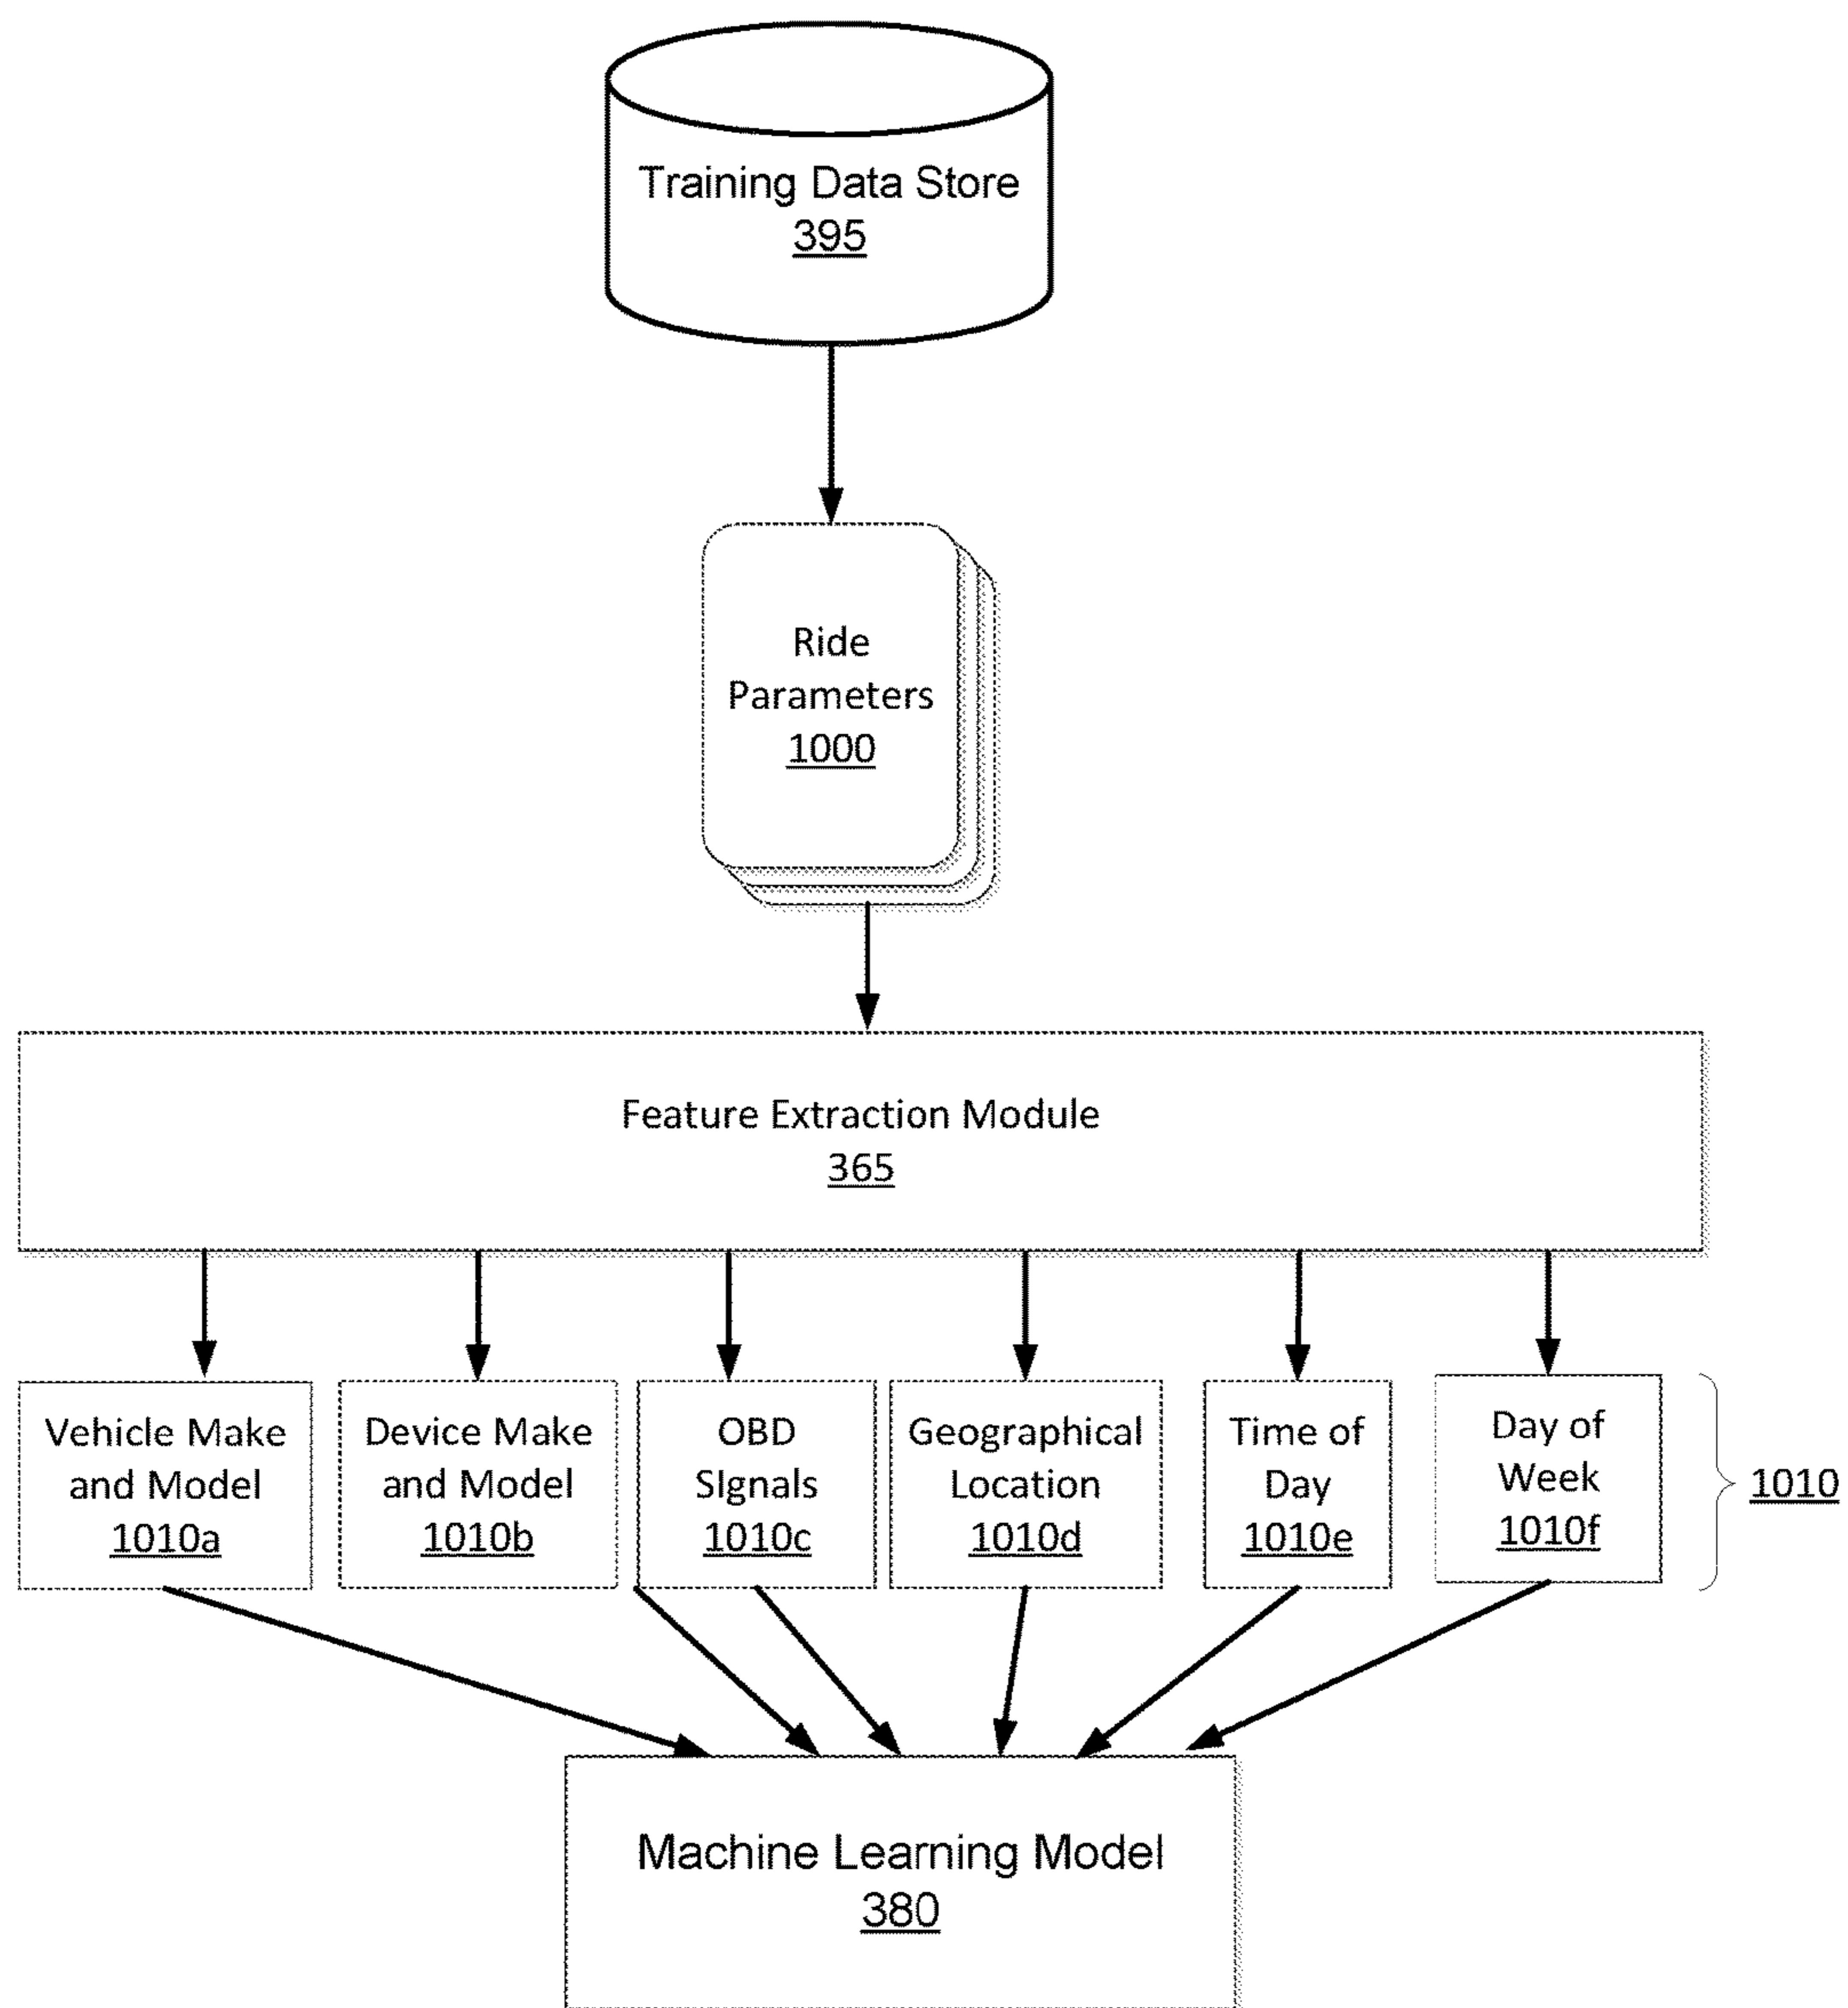 Training Data Store
395
Ride
Parameters
1000
Feature Extraction Module
365
Vehicle Make
and Model
1010a
Device Make
and Model
1010b
OBD
SIgnals
1010c
Geographical
Location
1010d
Time of
Day
1010e
Day of
Week
1010f
1010
Machine Learning Model
380